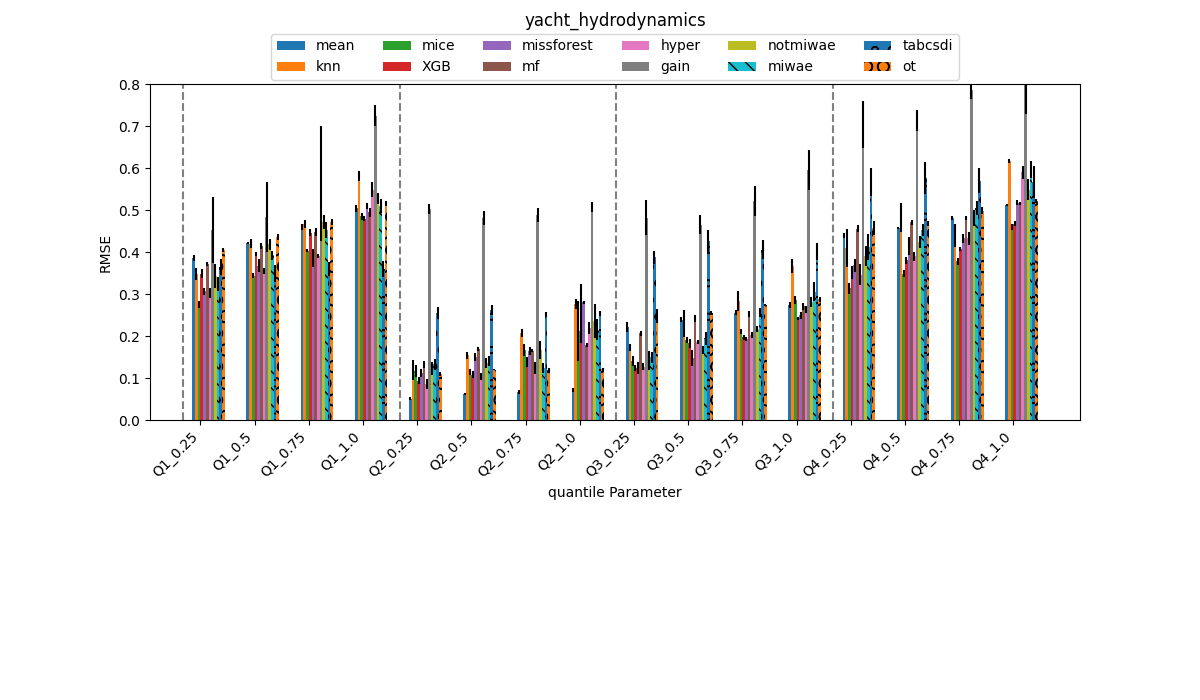 yacht_hydrodynamics
mean mice missforest hyper notmiwae tabcsdi
knn XGB mf gain miwae ot
0.8
0.7
0.6
0.5
0.4
0.3
0.2
0.1
0.0
RMSE
Q1_0.25
Q1_0.5
Q1_0.75
Q1_1.0
Q2_0.25
Q2_0.5
Q2_0.75
Q2_1.0
Q3_0.25
Q3_0.5
Q3_0.75
Q3_1.0
Q4_0.25
Q4_0.5
Q4_0.75
Q4_1.0
quantile Parameter